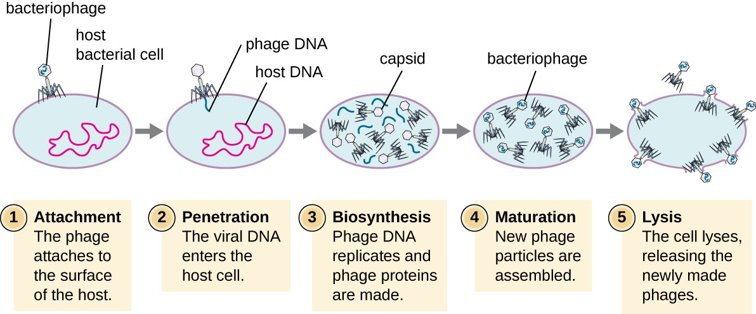 bacteriophage
host
bacterial cell
phage DNA
host DNA
capsid
bacteriophage
1 Attachment
The phage
attaches to
the surface
of the host.
2 Penetration
The viral DNA
enters the
host cell.
3 Biosynthesis
Phage DNA
replicates and
phage proteins
are made.
4 Maturation
New phage
particles are
assembled.
5 Lysis
The cell lyses,
releasing the
newly made
phages.